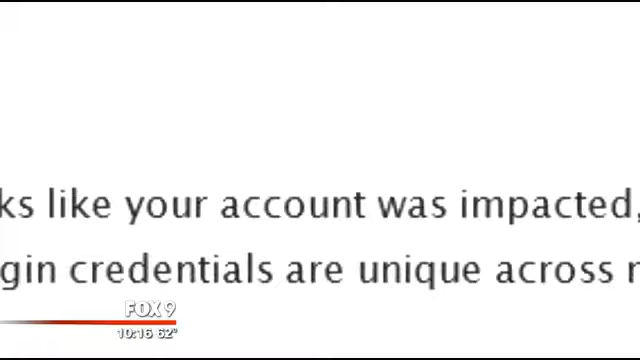 ks like your account was impacted,
gin credentials are unique across
FOX 9
10:16 62°